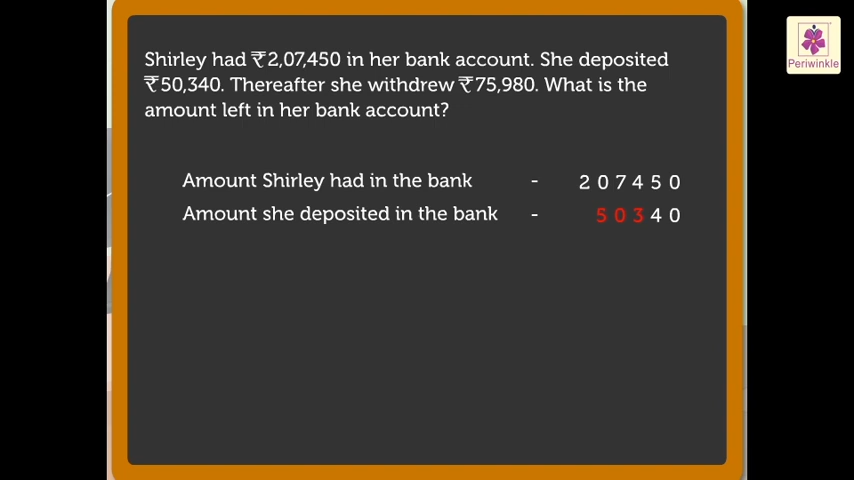 Shirley had ₹2,07,450 in her bank account. She deposited
₹50,340. Thereafter she withdrew ₹75,980. What is the
amount left in her bank account?
Amount Shirley had in the bank - 2 0 7 4 5 0
Amount she deposited in the bank - 5 0 3 4 0
Periwinkle